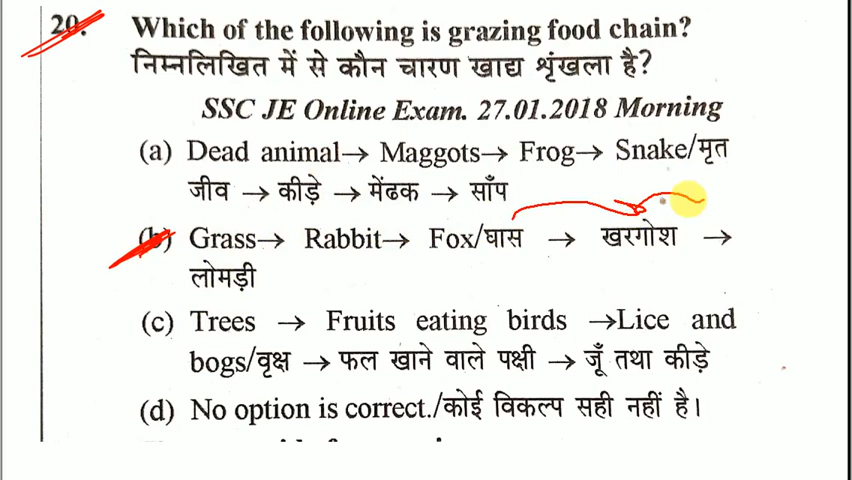 20. Which of the following is grazing food chain?
निम्नलिखित में से कौन चारण खाद्य शृंखला है?
SSC JE Online Exam. 27.01.2018 Morning
(a) Dead animal→ Maggots→ Frog→ Snake/मृत
जीव → कीड़े → मेंढक → साँप
(b) Grass→ Rabbit→ Fox/घास → खरगोश →
लोमड़ी
(c) Trees → Fruits eating birds →Lice and
bogs/वृक्ष → फल खाने वाले पक्षी → जूँ तथा कीड़े
(d) No option is correct./कोई विकल्प सही नहीं है।